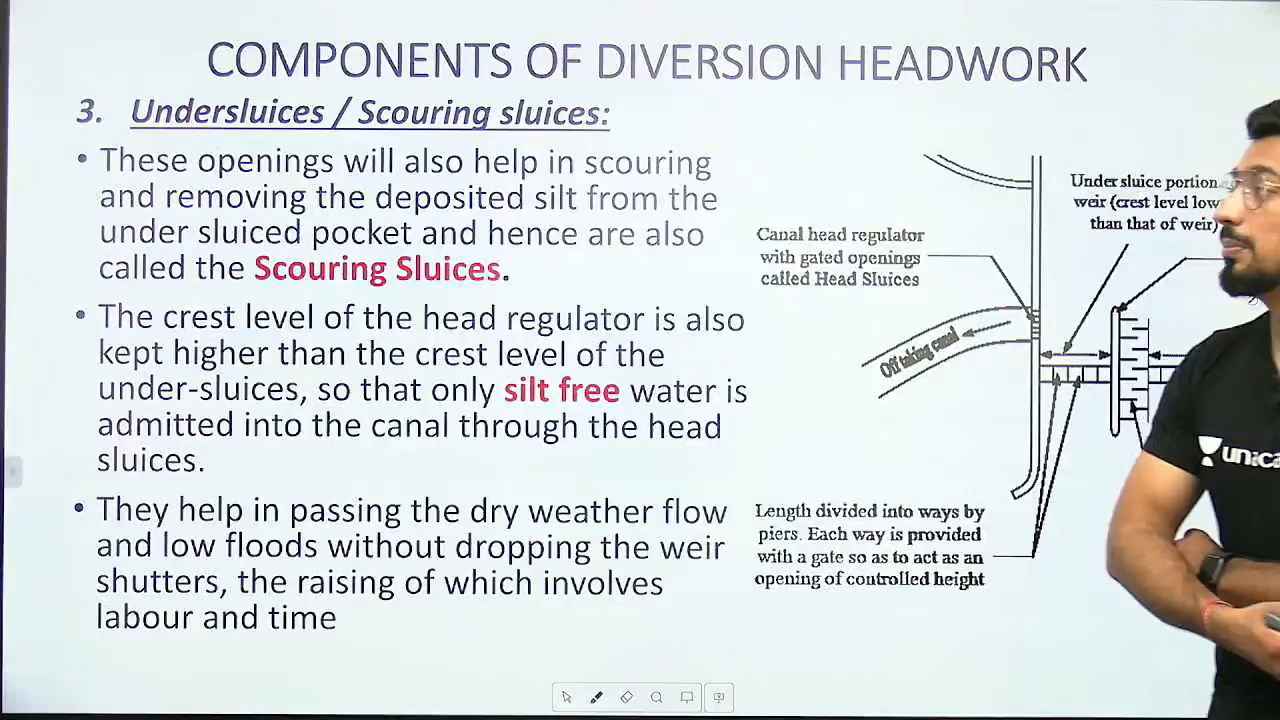 COMPONENTS OF DIVERSION HEADWORK
3. Undersluices / Scouring sluices:
• These openings will also help in scouring
and removing the deposited silt from the
under sluiced pocket and hence are also
called the Scouring Sluices.
• The crest level of the head regulator is also
kept higher than the crest level of the
under-sluices, so that only silt free water is
admitted into the canal through the head
sluices.
• They help in passing the dry weather flow
and low floods without dropping the weir
shutters, the raising of which involves
labour and time
Under sluice portion
weir (crest level low
than that of weir)
Canal head regulator
with gated openings
called Head Sluices
Off taking canal
Length divided into ways by
piers. Each way is provided
with a gate so as to act as an
opening of controlled height
unaca